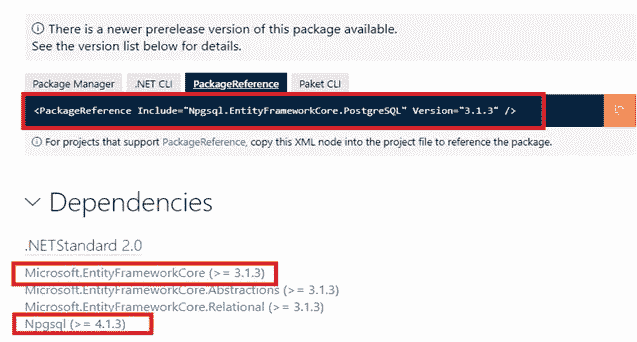 There is a newer prerelease version of this package available.
See the version list below for details.
Package Manager .NET CLI PackageReference Paket CLI
<PackageReference Include="Npgsql.EntityFrameworkCore.PostgreSQL" Version="3.1.3" />
For projects that support PackageReference, copy this XML node into the project file to reference the package.
Dependencies
.NETStandard 2.0
Microsoft.EntityFrameworkCore (>= 3.1.3)
Microsoft.EntityFrameworkCore.Abstractions (>= 3.1.3)
Microsoft.EntityFrameworkCore.Relational (>= 3.1.3)
Npgsql (>= 4.1.3)